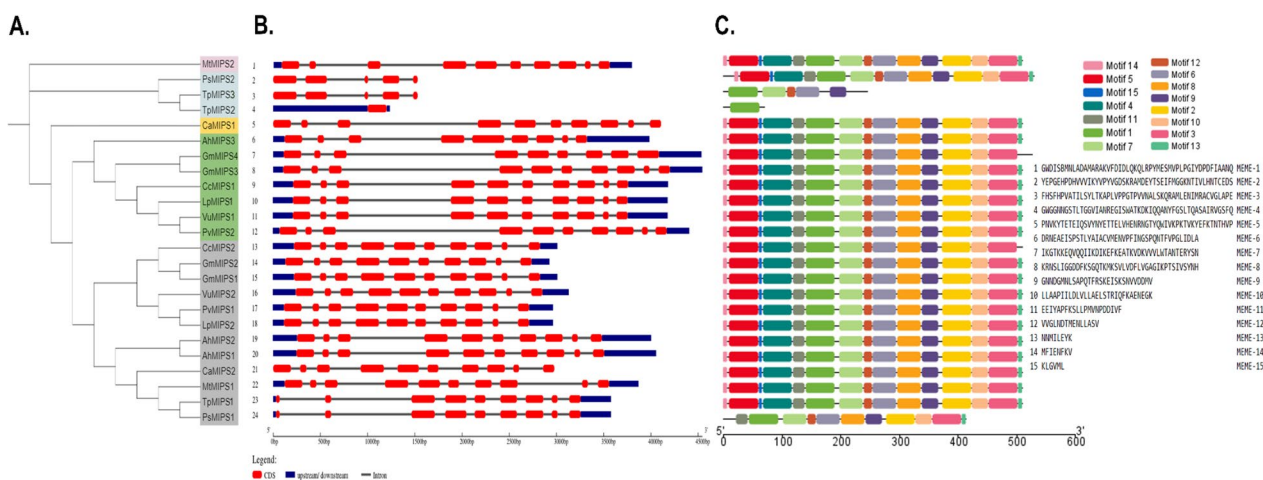 A.
B.
C.
MtMIPS2
PsMIPS2
TpMIPS3
TpMIPS2
CaMIPS1
AhMIPS3
GmMIPS4
GmMIPS3
CcMIPS1
LpMIPS1
VuMIPS1
PvMIPS2
CcMIPS2
GmMIPS2
GmMIPS1
VuMIPS2
PvMIPS1
LpMIPS2
AhMIPS2
AhMIPS1
CaMIPS2
MtMIPS1
TpMIPS1
PsMIPS1
1
2
3
4
5
6
7
8
9
10
11
12
13
14
15
16
17
18
19
20
21
22
23
24
5'
3'
0bp
500bp
1000bp
1500bp
2000bp
2500bp
3000bp
3500bp
4000bp
4500bp
Legend:
CDS
upstream/ downstream
Intron
Motif 14
Motif 5
Motif 15
Motif 4
Motif 11
Motif 1
Motif 7
Motif 12
Motif 6
Motif 8
Motif 9
Motif 2
Motif 10
Motif 3
Motif 13
1 GWDISBMNLADAMARAKVFDIDLQKQLRPYMESMVPLPGIYDPDFIAANQ MEME-1
2 YEPGEHPDHVVVIKYVPYVGDSKRAMDEYTSEIFMGGKNTIVLHNTCEDS MEME-2
3 FHSFHPVATILSYLTKAPLVPPGTPVVNALSKQRAMLENIMRACVGLAPE MEME-3
4 GWGGNNGSTLTGGVIANREGISWATKDKIQQANYFGSLTQASAIRVGSFQ MEME-4
5 PNVKYTETEIQSVYNYETTELVHENRNGTYQWIVKPKTVKYEFKTNTHVP MEME-5
6 DRNEAEISPSTLYAIACVMENVPFINGSPQNTFVPGLIDLA MEME-6
7 IKGTKKEQVQQIIKDIKEFKEATKVDKVVVLWTANTERYSN MEME-7
8 KRNSLIGGDDFKSGQTKMKSVLVDFLVGAGIKPTSIVSYNH MEME-8
9 GNNDGMNLSAPQTFRSKEISKSNVVDDMV MEME-9
10 LLAAPIILDLVLLAELSTRIQFKAENEGK MEME-10
11 EEIYAPFKSLLPMVNPDDIVF MEME-11
12 VVGLNDTMENLLASV MEME-12
13 NNMILEYK MEME-13
14 MFIENFKV MEME-14
15 KLGVML MEME-15
0
100
200
300
400
500
600
5'
3'